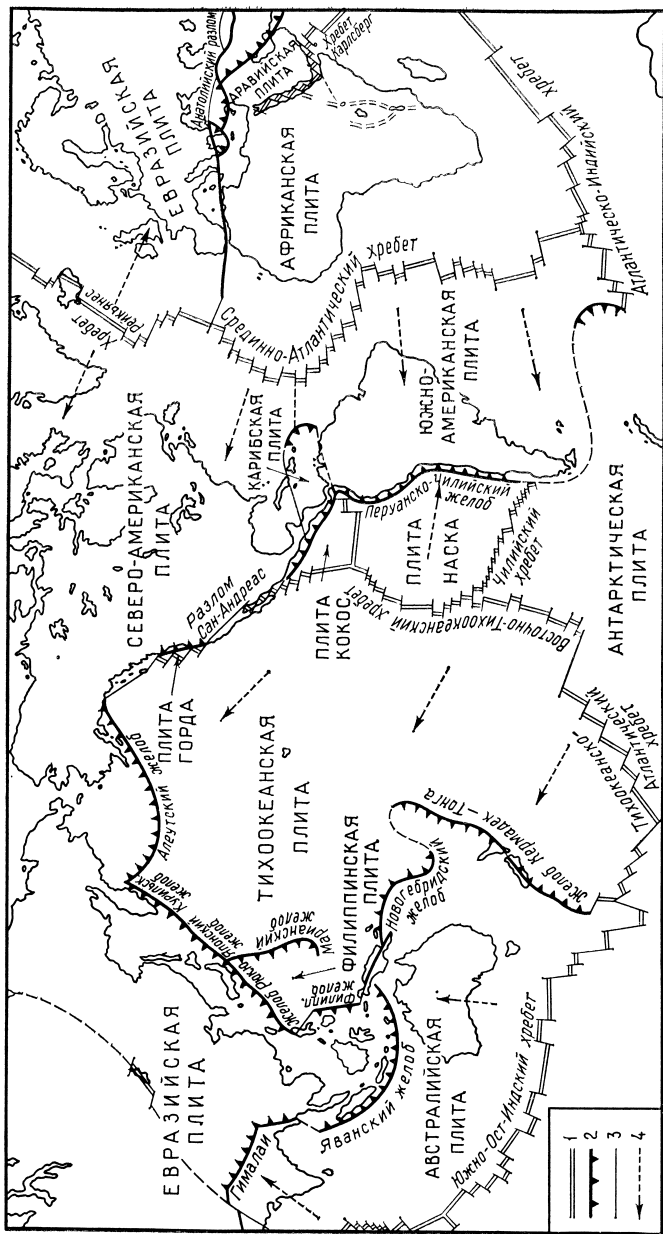 ЕВРАЗИЙСКАЯ
ПЛИТА
Гималаи
Яванский желоб
АВСТРАЛИЙСКАЯ
ПЛИТА
Южно-Ост-Индский хребет
Желоб Рюкю
Филипп.
желоб
Японский
желоб
Курильск.
желоб
Марианский
желоб
ФИЛИППИНСКАЯ
ПЛИТА
Новогебридский
желоб
Алеутский желоб
ТИХООКЕАНСКАЯ
ПЛИТА
Желоб Кермадек – Тонга
Тихоокеанско-
Атлантический
хребет
ПЛИТА
ГОРДА
Разлом
Сан-Андреас
СЕВЕРО-АМЕРИКАНСКАЯ
ПЛИТА
ПЛИТА
КОКОС
Восточно-Тихоокеанский
хребет
ПЛИТА
НАСКА
Чилийский
хребет
Перуанско-Чилийский
желоб
КАРИБСКАЯ
ПЛИТА
ЮЖНО-
АМЕРИКАНСКАЯ
ПЛИТА
АНТАРКТИЧЕСКАЯ
ПЛИТА
Хребет
Рейкьянес
Срединно-Атлантический хребет
ЕВРАЗИЙСКАЯ
ПЛИТА
Анатолийский разлом
АРАВИЙСКАЯ
ПЛИТА
Хребет
Карлсберг
АФРИКАНСКАЯ
ПЛИТА
Атлантическо-Индийский хребет
1
2
3
4